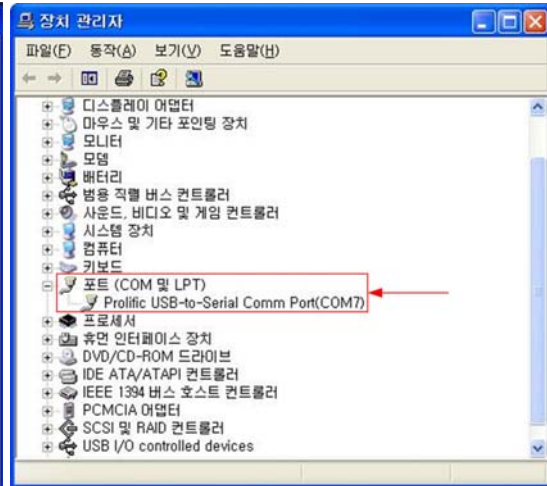 장치 관리자
파일(F) 동작(A) 보기(V) 도움말(H)
디스플레이 어댑터
마우스 및 기타 포인팅 장치
모니터
모뎀
배터리
범용 직렬 버스 컨트롤러
사운드, 비디오 및 게임 컨트롤러
시스템 장치
컴퓨터
키보드
포트 (COM 및 LPT)
Prolific USB-to-Serial Comm Port(COM7)
프로세서
휴먼 인터페이스 장치
DVD/CD-ROM 드라이브
IDE ATA/ATAPI 컨트롤러
IEEE 1394 버스 호스트 컨트롤러
PCMCIA 어댑터
SCSI 및 RAID 컨트롤러
USB I/O controlled devices